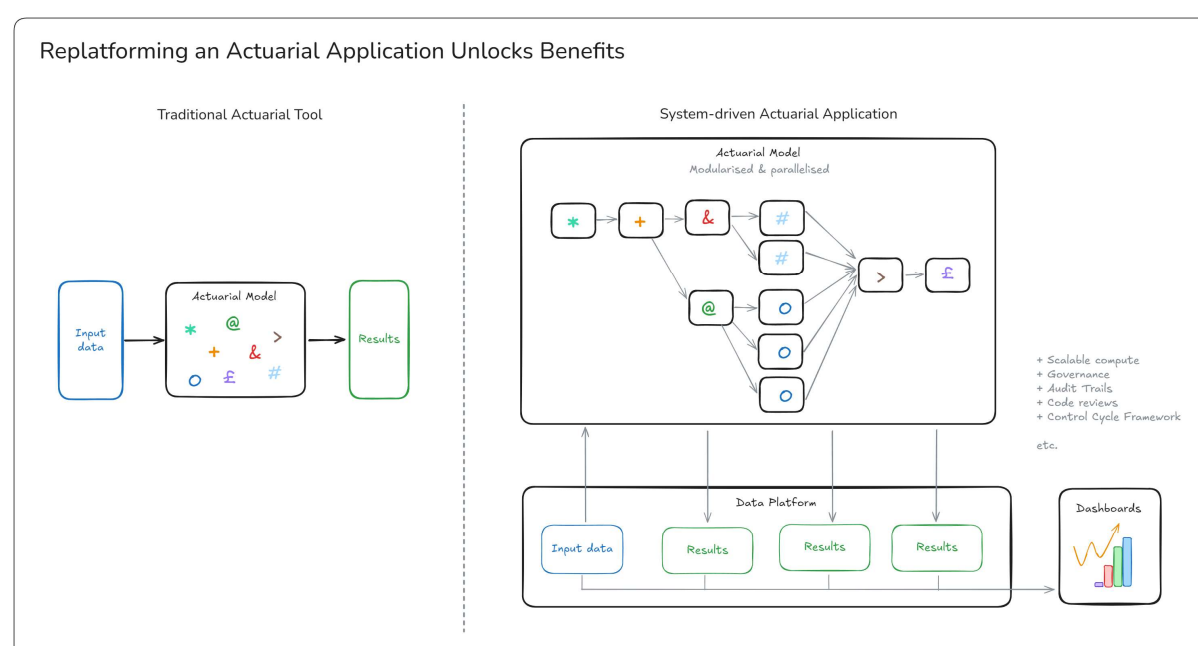 Replatforming an Actuarial Application Unlocks Benefits
Traditional Actuarial Tool
Input
data
Actuarial Model
* @ >
+ &
O £ #
Results
System-driven Actuarial Application
Actuarial Model
Modularised & parallelised
* + & #
#
> £
@ O
O
O
+ Scalable compute
+ Governance
+ Audit Trails
+ Code reviews
+ Control Cycle Framework
etc.
Data Platform
Input data
Results
Results
Results
Dashboards